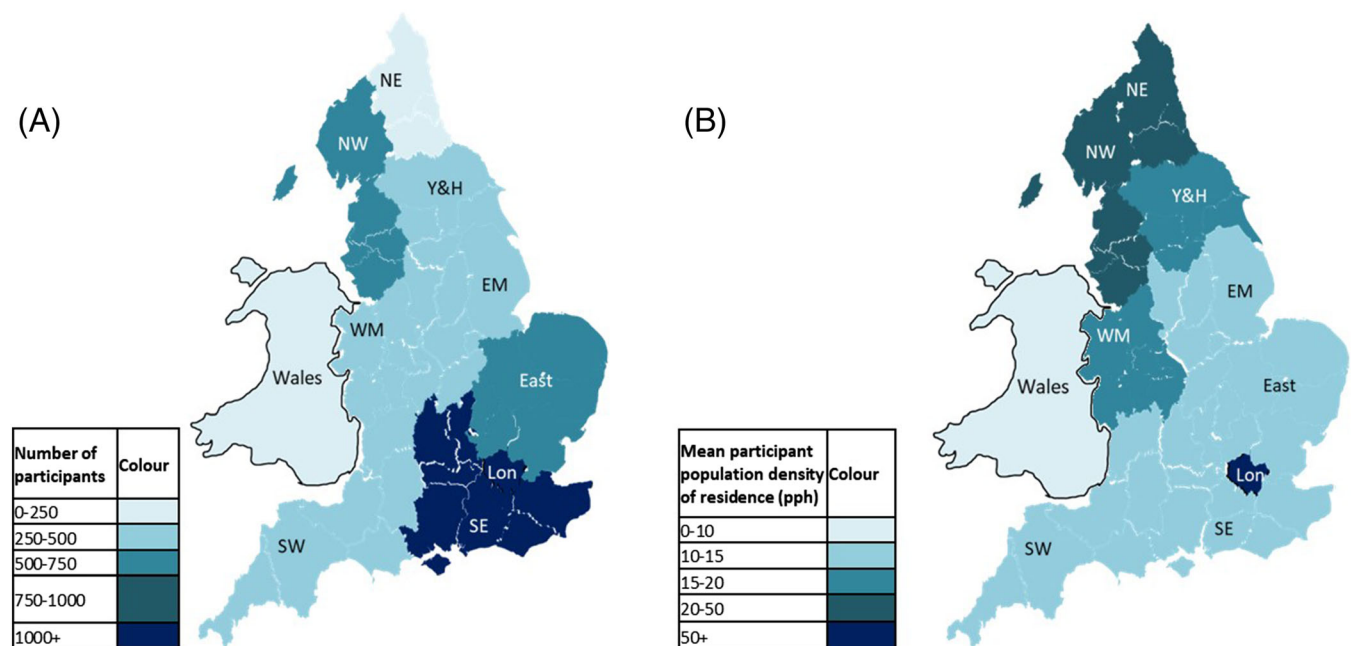 (A)
NE
NW
Y&H
EM
WM
Wales
East
Lon
SE
SW
Number of participants Colour
0-250
250-500
500-750
750-1000
1000+
(B)
NE
NW
Y&H
EM
WM
Wales
East
Lon
SE
SW
Mean participant
population density
of residence (pph) Colour
0-10
10-15
15-20
20-50
50+